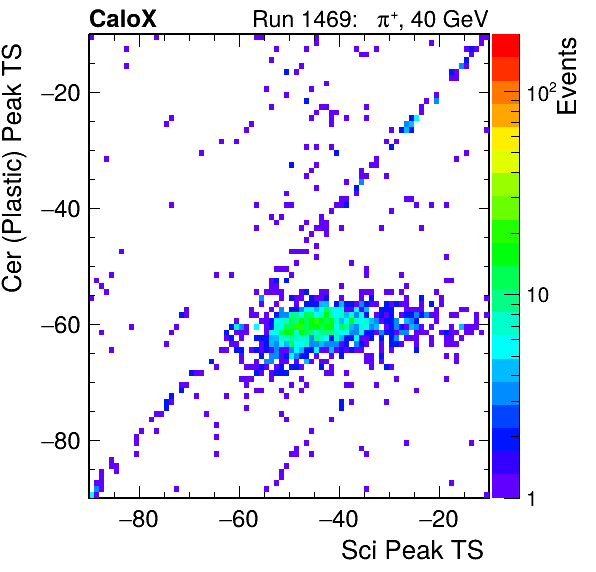 CaloX Run 1469: π⁺, 40 GeV
Cer (Plastic) Peak TS
−20
−40
−60
−80
−80 −60 −40 −20
Sci Peak TS
Events
10²
10
1